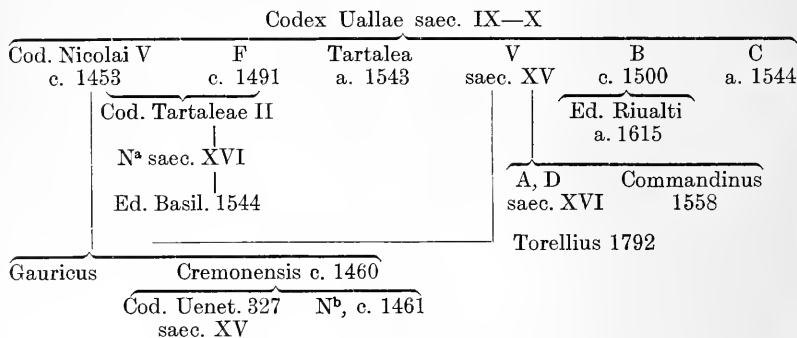 Codex Uallae saec. IX—X
Cod. Nicolai V F Tartalea V B C
c. 1453 c. 1491 a. 1543 saec. XV c. 1500 a. 1544
Cod. Tartaleae II Ed. Riualti
a. 1615
Nᵃ saec. XVI
A, D Commandinus
Ed. Basil. 1544 saec. XVI 1558
Torellius 1792
Gauricus Cremonensis c. 1460
Cod. Uenet. 327 Nᵇ, c. 1461
saec. XV